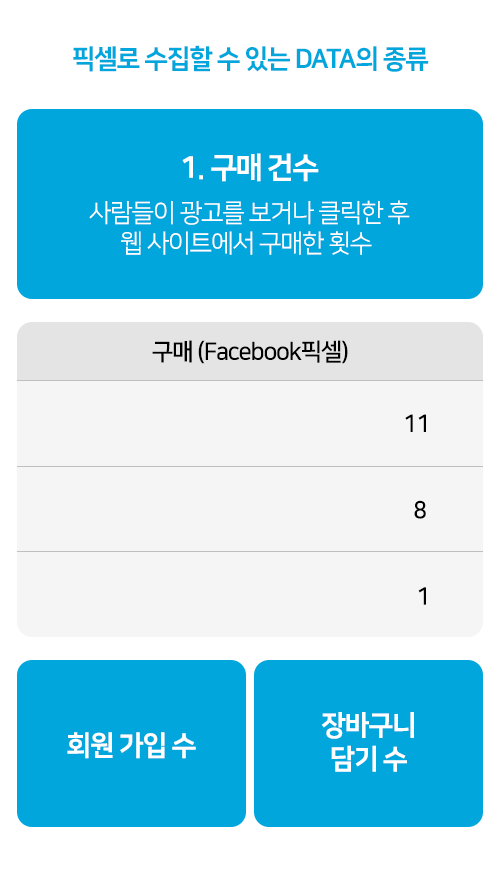 픽셀로 수집할 수 있는 DATA의 종류
1. 구매 건수
사람들이 광고를 보거나 클릭한 후
웹 사이트에서 구매한 횟수
구매 (Facebook픽셀)
11
8
1
회원 가입 수
장바구니
담기 수